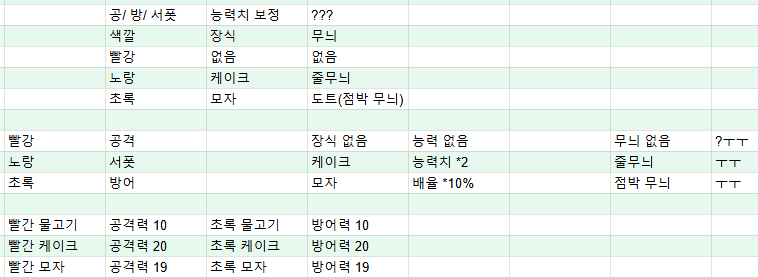 공/ 방/ 서폿 능력치 보정 ???
색깔 장식 무늬
빨강 없음 없음
노랑 케이크 줄무늬
초록 모자 도트(점박 무늬)
빨강 공격 장식 없음 능력 없음 무늬 없음 ?ㅜㅜ
노랑 서폿 케이크 능력치 *2 줄무늬 ㅜㅜ
초록 방어 모자 배율 *10% 점박 무늬 ㅜㅜ
빨간 물고기 공격력 10 초록 물고기 방어력 10
빨간 케이크 공격력 20 초록 케이크 방어력 20
빨간 모자 공격력 19 초록 모자 방어력 19